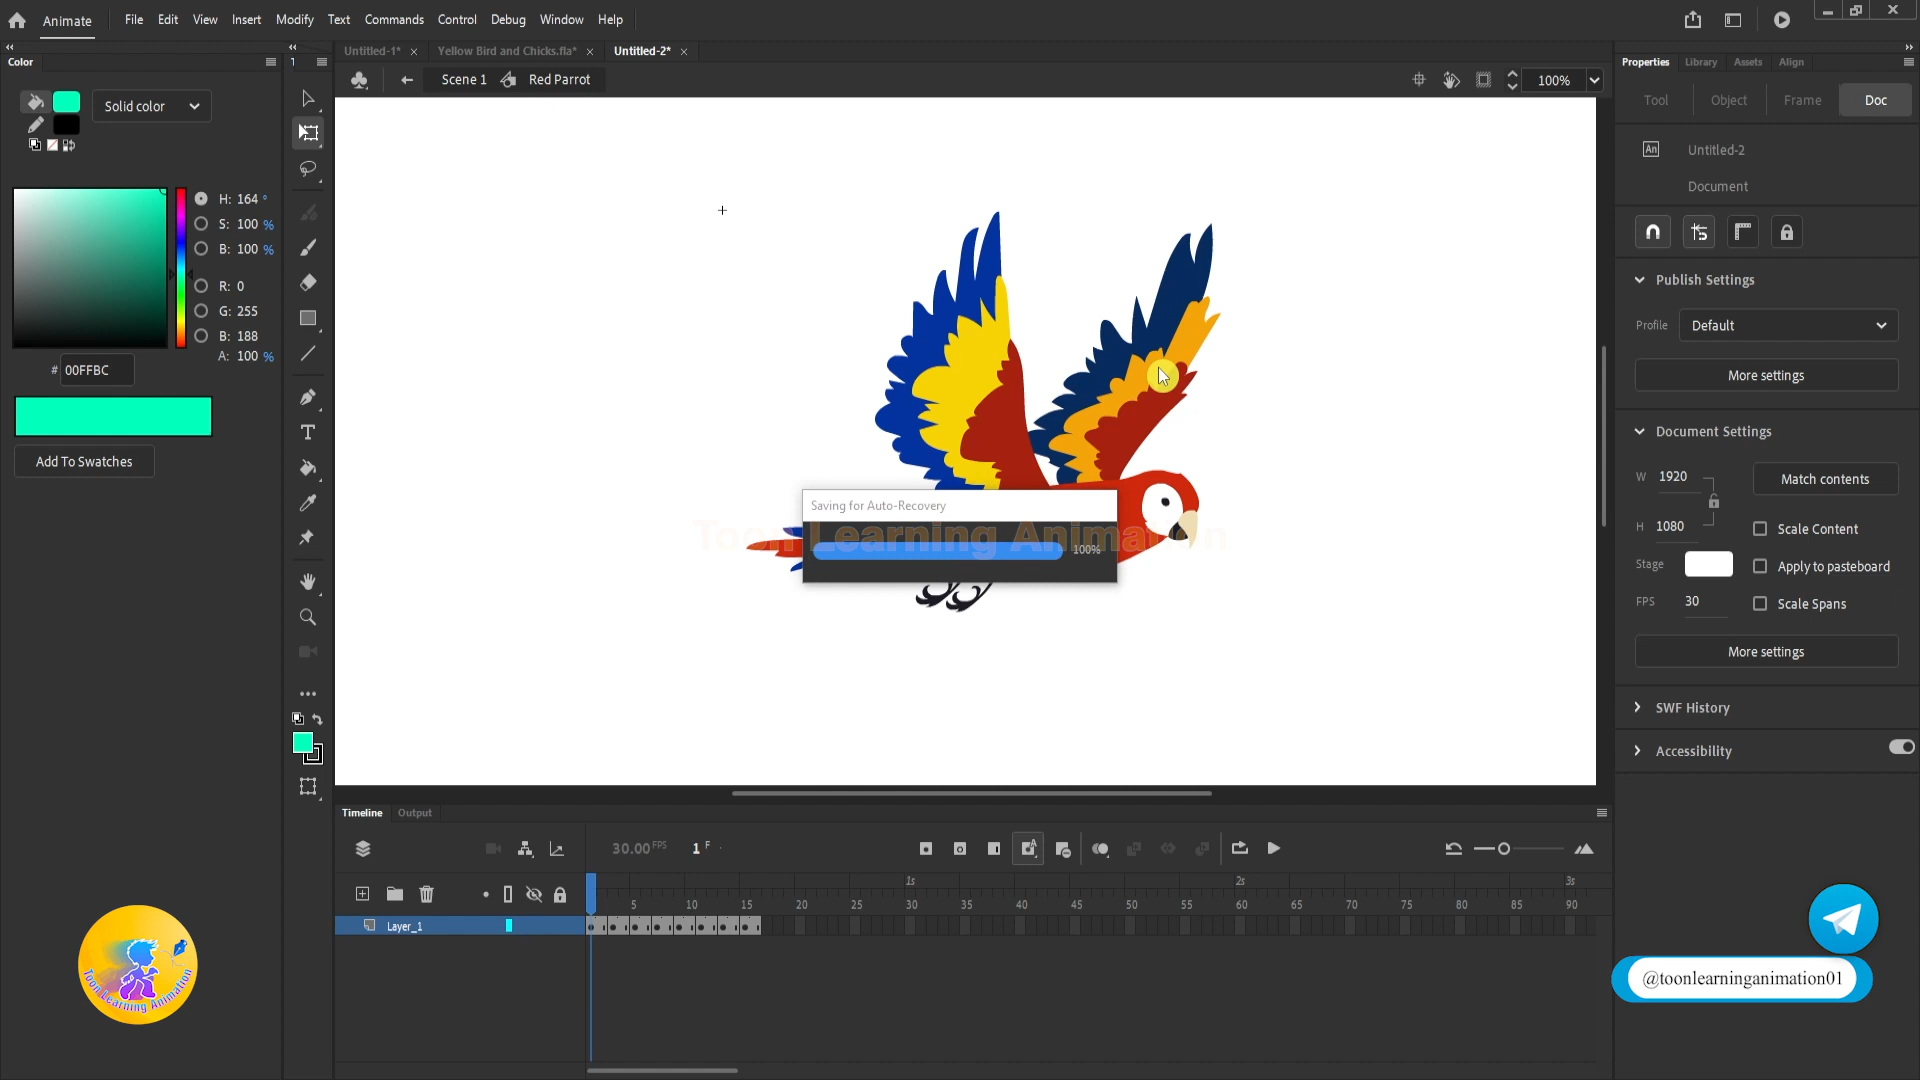 Animate File Edit View Insert Modify Text Commands Control Debug Window Help
Untitled-1* Yellow Bird and Chicks.fla* Untitled-2*
Color
Properties Library Assets Align
Scene 1 Red Parrot
100%
Solid color
Tool Object Frame Doc
An Untitled-2
Document
H: 164 °
S: 100 %
B: 100 %
R: 0
G: 255
B: 188
A: 100 %
# 00FFBC
Add To Swatches
Publish Settings
Profile Default
More settings
Document Settings
W 1920
Match contents
H 1080
Scale Content
Stage
Apply to pasteboard
FPS 30
Scale Spans
More settings
SWF History
Accessibility
Saving for Auto-Recovery
Toon Learning Animation
100%
Timeline Output
30.00 FPS 1 F
1s 2s 3s
5 10 15 20 25 30 35 40 45 50 55 60 65 70 75 80 85 90
Layer_1
Toon Learning Animation
@toonlearninganimation01